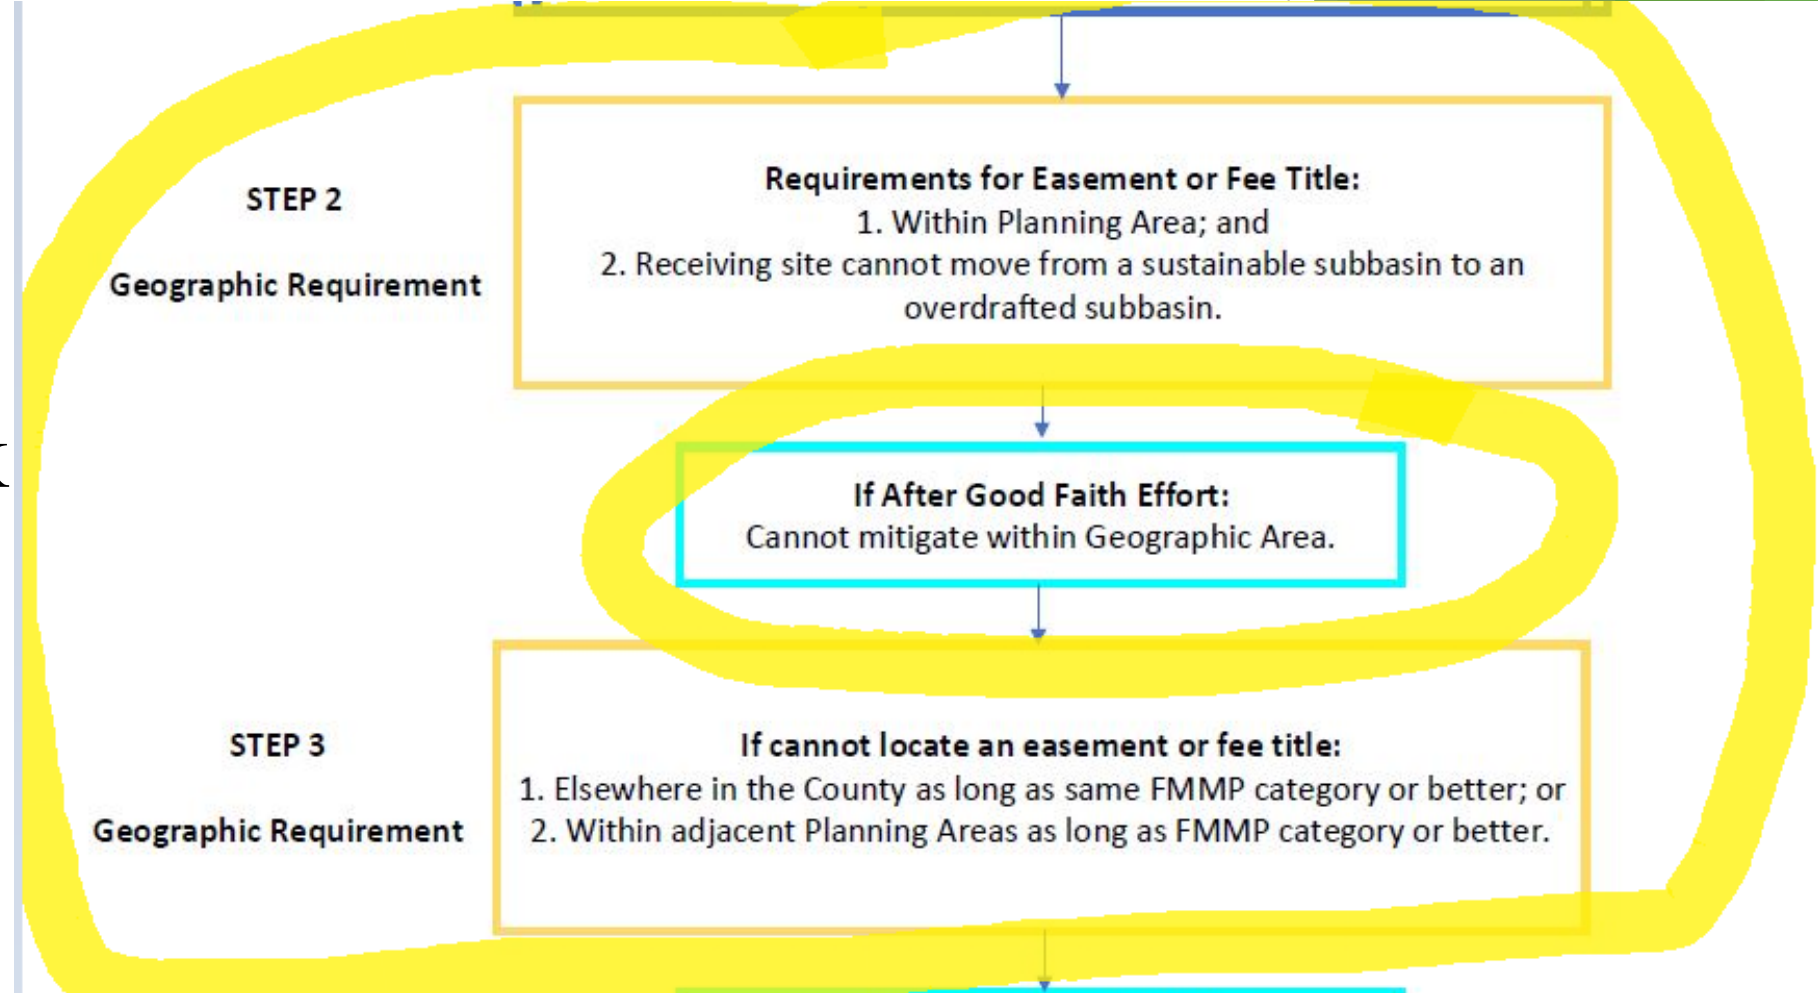 STEP 2
Geographic Requirement
Requirements for Easement or Fee Title:
1. Within Planning Area; and
2. Receiving site cannot move from a sustainable subbasin to an
overdrafted subbasin.
If After Good Faith Effort:
Cannot mitigate within Geographic Area.
STEP 3
Geographic Requirement
If cannot locate an easement or fee title:
1. Elsewhere in the County as long as same FMMP category or better; or
2. Within adjacent Planning Areas as long as FMMP category or better.